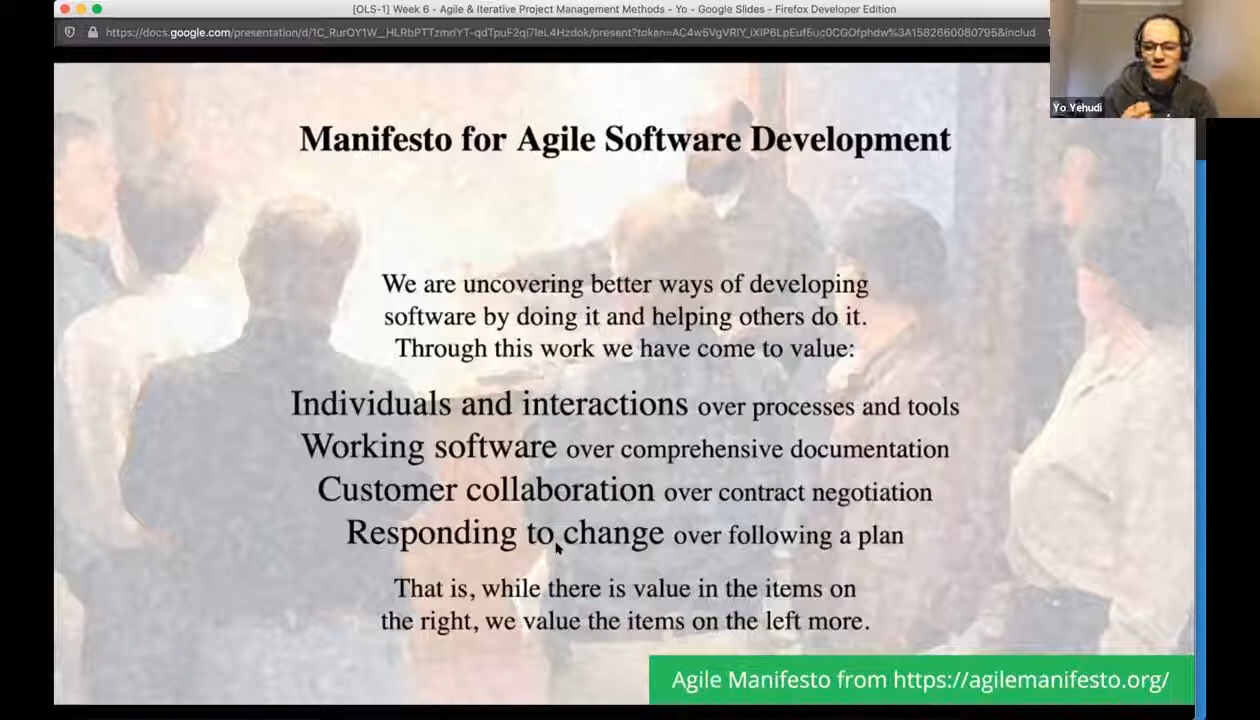 [OLS-1] Week 6 - Agile & Iterative Project Management Methods - Yo - Google Slides - Firefox Developer Edition
Yo Yehudi
Manifesto for Agile Software Development
We are uncovering better ways of developing
software by doing it and helping others do it.
Through this work we have come to value:
Individuals and interactions over processes and tools
Working software over comprehensive documentation
Customer collaboration over contract negotiation
Responding to change over following a plan
That is, while there is value in the items on
the right, we value the items on the left more.
Agile Manifesto from https://agilemanifesto.org/